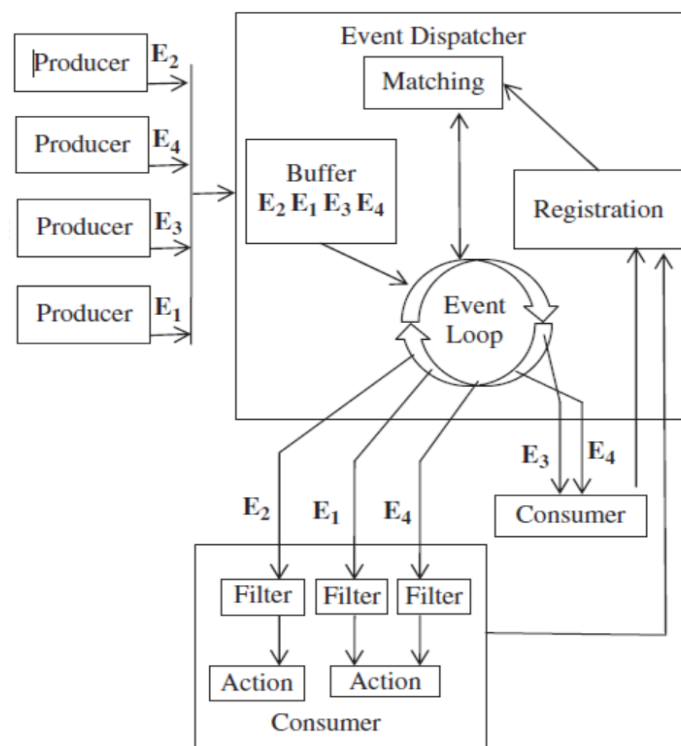 Event Dispatcher
Producer
E₂
Matching
Producer
E₄
Buffer
E₂ E₁ E₃ E₄
Registration
Producer
E₃
Producer
E₁
Event
Loop
E₃
E₄
E₂
E₁
E₄
Consumer
Filter
Filter
Filter
Action
Action
Consumer